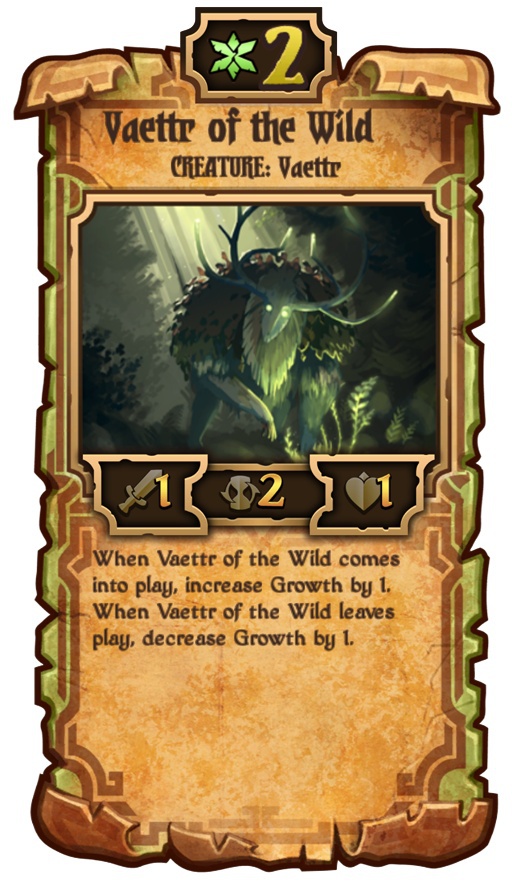 2
Vaettr of the Wild
CREATURE: Vaettr
1 2 1
When Vaettr of the Wild comes
into play, increase Growth by 1.
When Vaettr of the Wild leaves
play, decrease Growth by 1.